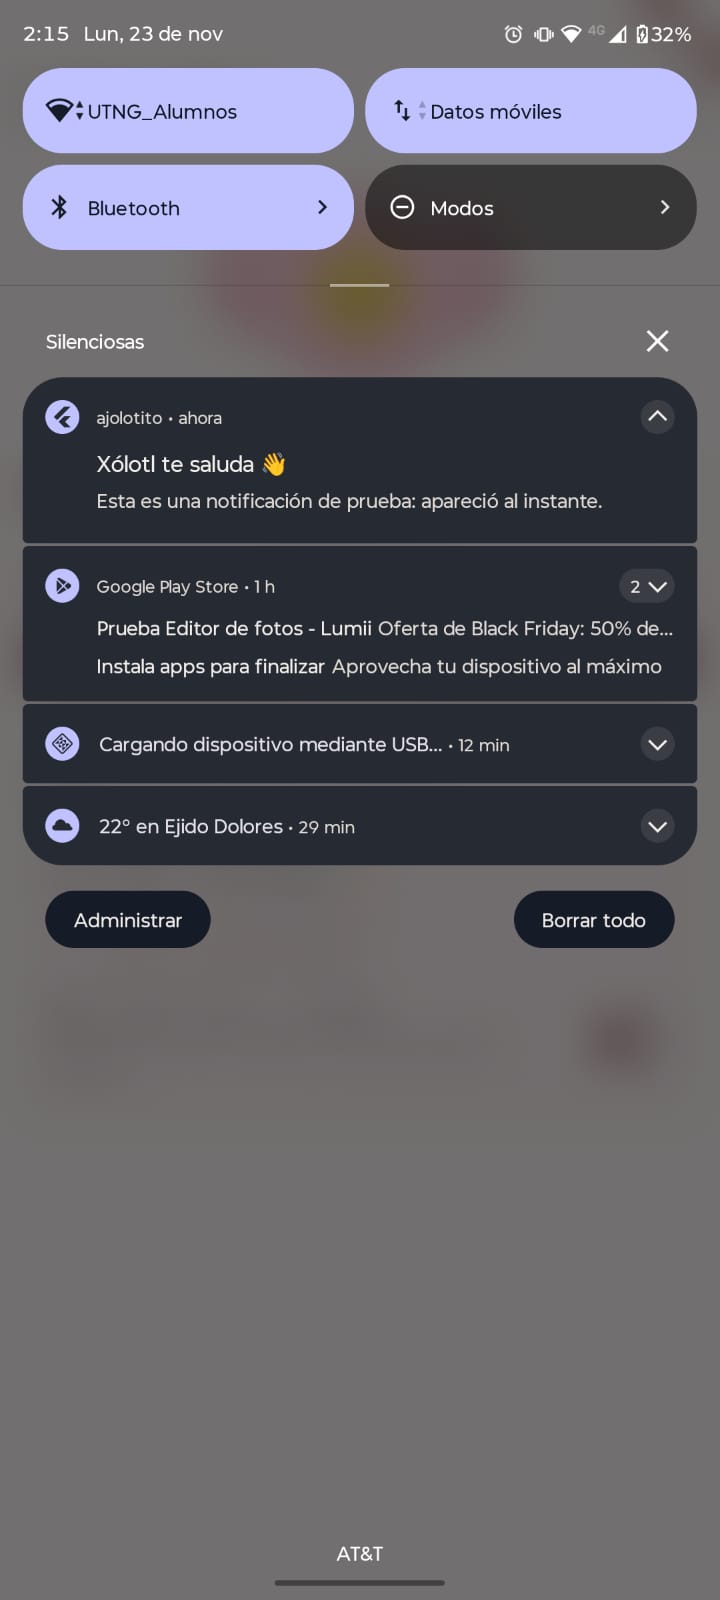 2:15 Lun, 23 de nov 4G 32%
UTNG_Alumnos Datos móviles
Bluetooth Modos
Silenciosas
ajolotito • ahora
Xólotl te saluda 👋
Esta es una notificación de prueba: apareció al instante.
Google Play Store • 1 h 2
Prueba Editor de fotos - Lumii Oferta de Black Friday: 50% de...
Instala apps para finalizar Aprovecha tu dispositivo al máximo
Cargando dispositivo mediante USB... • 12 min
22° en Ejido Dolores • 29 min
Administrar Borrar todo
AT&T